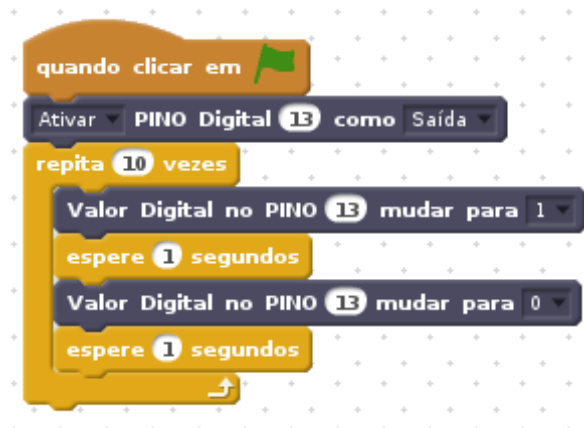 quando clicar em
Ativar PINO Digital 13 como Saída
repita 10 vezes
Valor Digital no PINO 13 mudar para 1
espere 1 segundos
Valor Digital no PINO 13 mudar para 0
espere 1 segundos